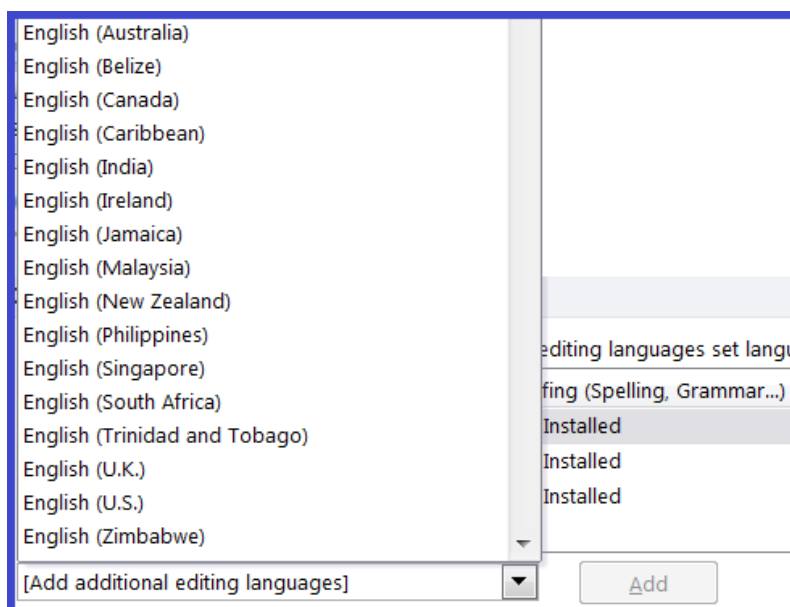 English (Australia)
English (Belize)
English (Canada)
English (Caribbean)
English (India)
English (Ireland)
English (Jamaica)
English (Malaysia)
English (New Zealand)
English (Philippines)
English (Singapore)
English (South Africa)
English (Trinidad and Tobago)
English (U.K.)
English (U.S.)
English (Zimbabwe)
editing languages set langu
fing (Spelling, Grammar...)
Installed
Installed
Installed
[Add additional editing languages]
Add